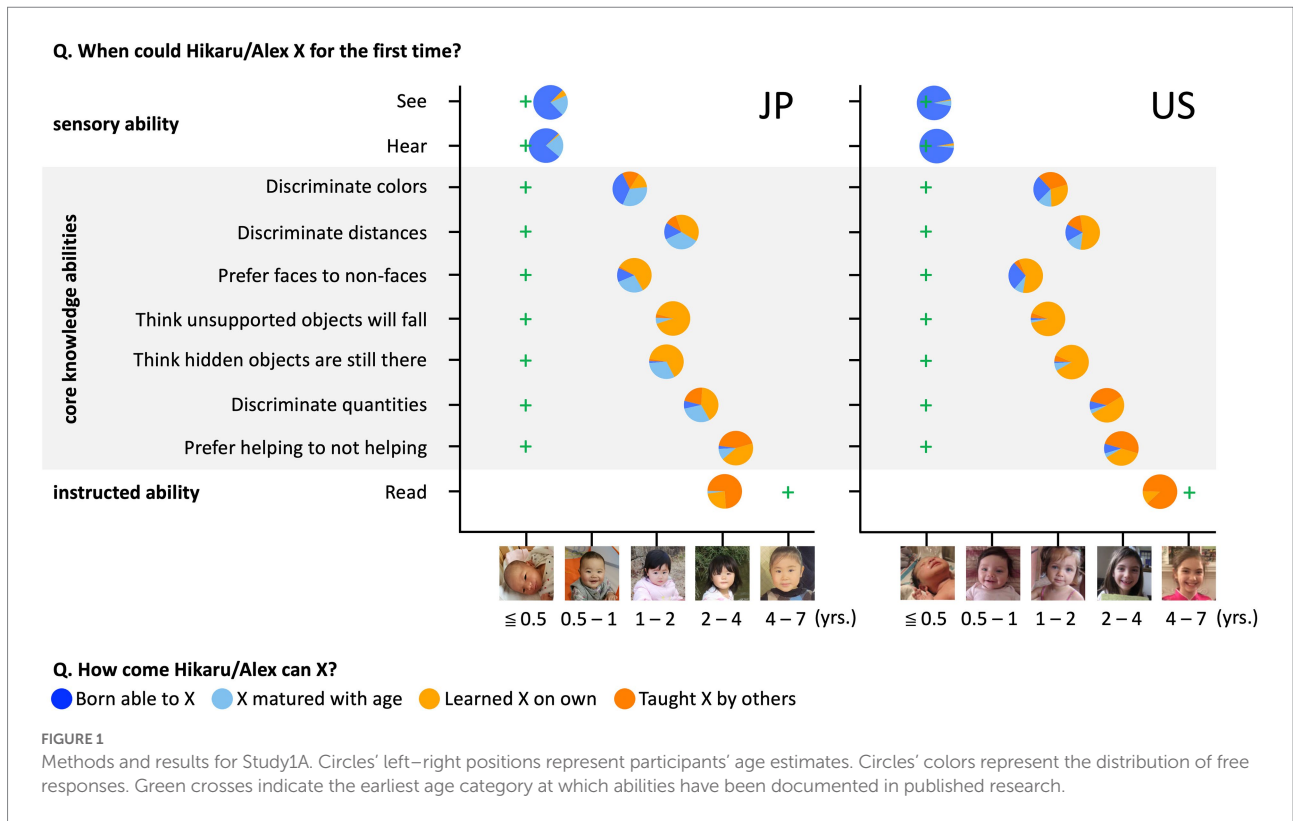 Q. When could Hikaru/Alex X for the first time?
JP
US
sensory ability
See
Hear
core knowledge abilities
Discriminate colors
Discriminate distances
Prefer faces to non-faces
Think unsupported objects will fall
Think hidden objects are still there
Discriminate quantities
Prefer helping to not helping
instructed ability
Read
≦ 0.5 0.5 – 1 1 – 2 2 – 4 4 – 7 (yrs.)
≦ 0.5 0.5 – 1 1 – 2 2 – 4 4 – 7 (yrs.)
Q. How come Hikaru/Alex can X?
Born able to X X matured with age Learned X on own Taught X by others
FIGURE 1
Methods and results for Study1A. Circles’ left–right positions represent participants’ age estimates. Circles’ colors represent the distribution of free
responses. Green crosses indicate the earliest age category at which abilities have been documented in published research.